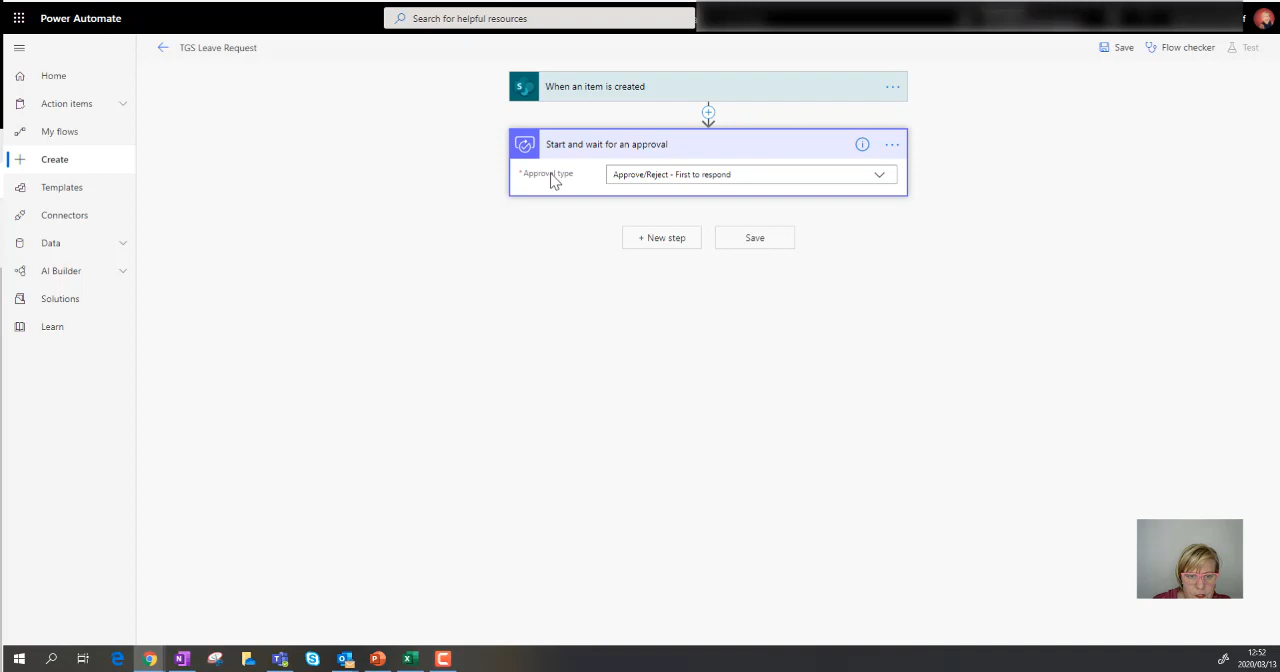 Power Automate
Search for helpful resources
TGS Leave Request
Save
Flow checker
Test
Home
Action items
My flows
Create
Templates
Connectors
Data
AI Builder
Solutions
Learn
When an item is created
Start and wait for an approval
* Approval type
Approve/Reject - First to respond
+ New step
Save
12:52
2020/03/13